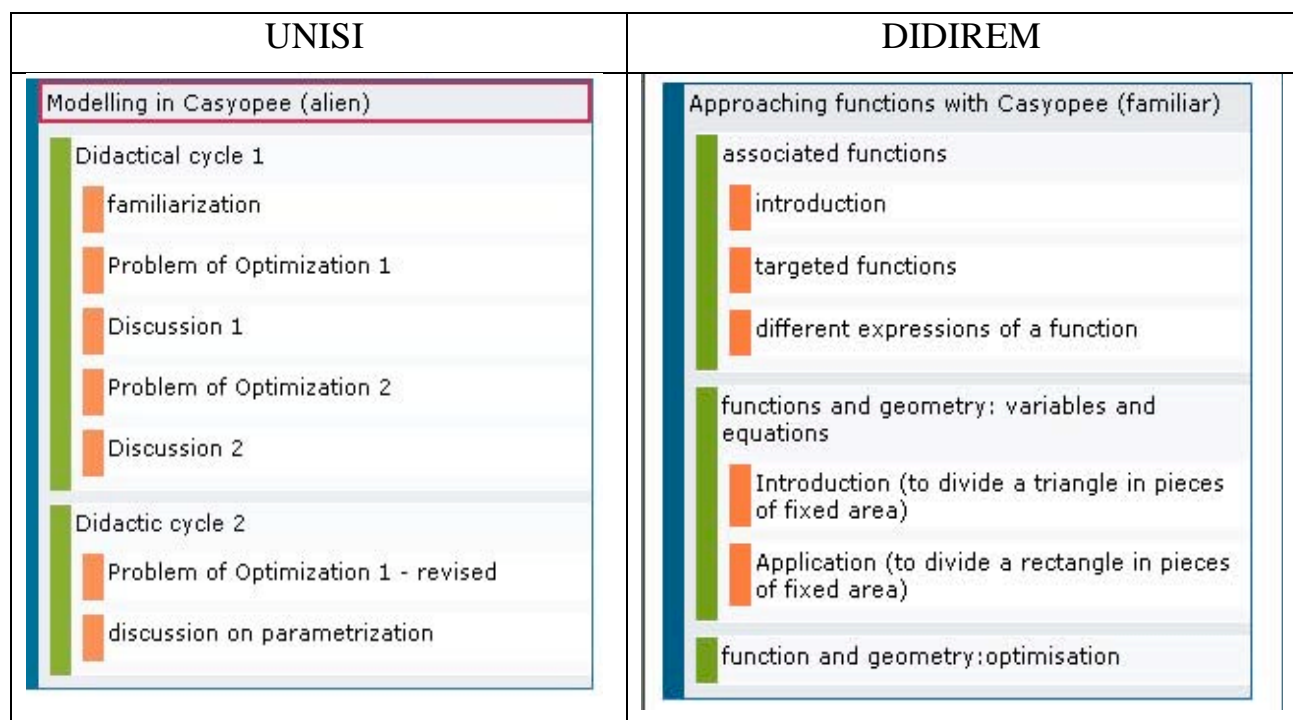 UNISI
DIDIREM
Modelling in Casyopee (alien)
Didactical cycle 1
familiarization
Problem of Optimization 1
Discussion 1
Problem of Optimization 2
Discussion 2
Didactic cycle 2
Problem of Optimization 1 - revised
discussion on parametrization
Approaching functions with Casyopee (familiar)
associated functions
introduction
targeted functions
different expressions of a function
functions and geometry: variables and
equations
Introduction (to divide a triangle in pieces
of fixed area)
Application (to divide a rectangle in pieces
of fixed area)
function and geometry:optimisation